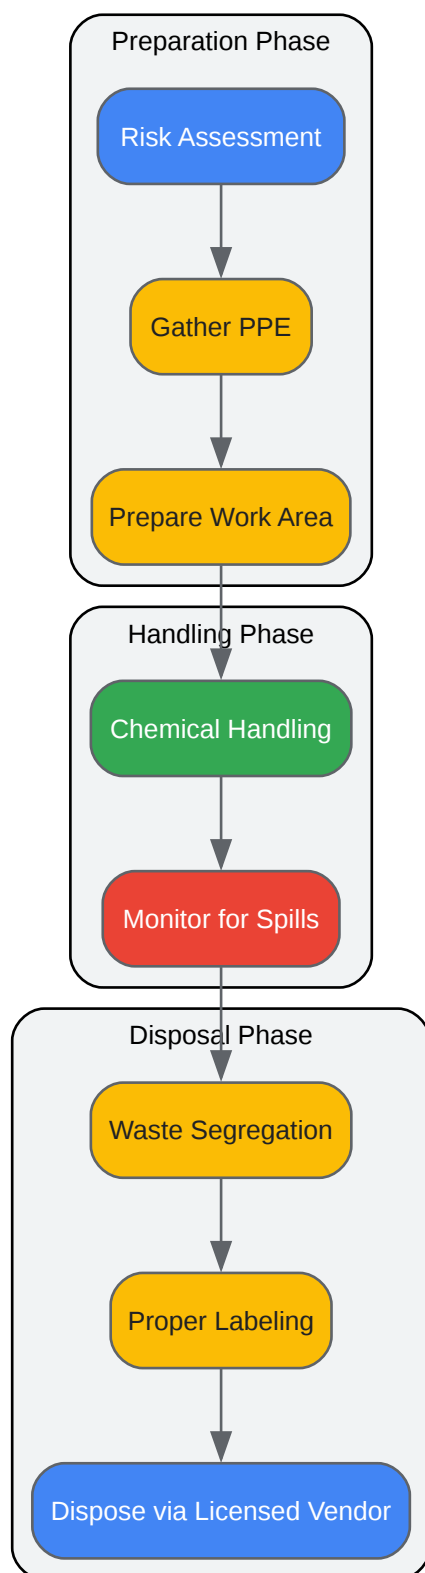 Preparation Phase
Risk Assessment
Gather PPE
Prepare Work Area
Handling Phase
Chemical Handling
Monitor for Spills
Disposal Phase
Waste Segregation
Proper Labeling
Dispose via Licensed Vendor